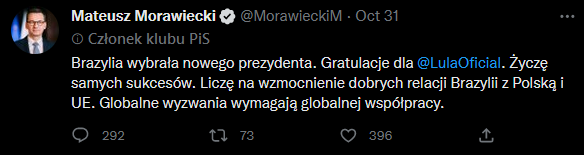 Mateusz Morawiecki @MorawieckiM · Oct 31
Członek klubu PiS
Brazylia wybrała nowego prezydenta. Gratulacje dla @LulaOficial. Życzę
samych sukcesów. Liczę na wzmocnienie dobrych relacji Brazylii z Polską i
UE. Globalne wyzwania wymagają globalnej współpracy.
292 73 396